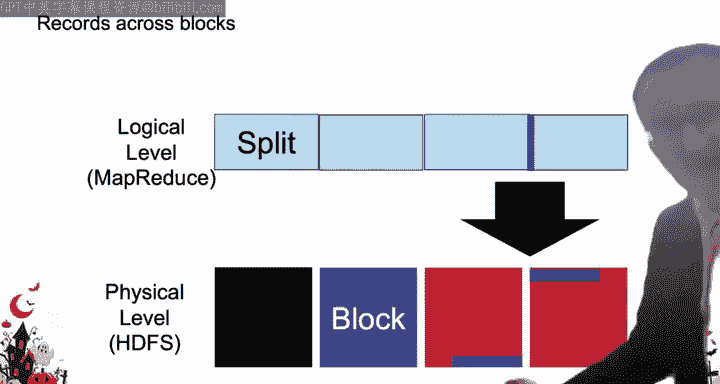 Records across blocks
Logical
Level
(MapReduce)
Split
Physical
Level
(HDFS)
Block